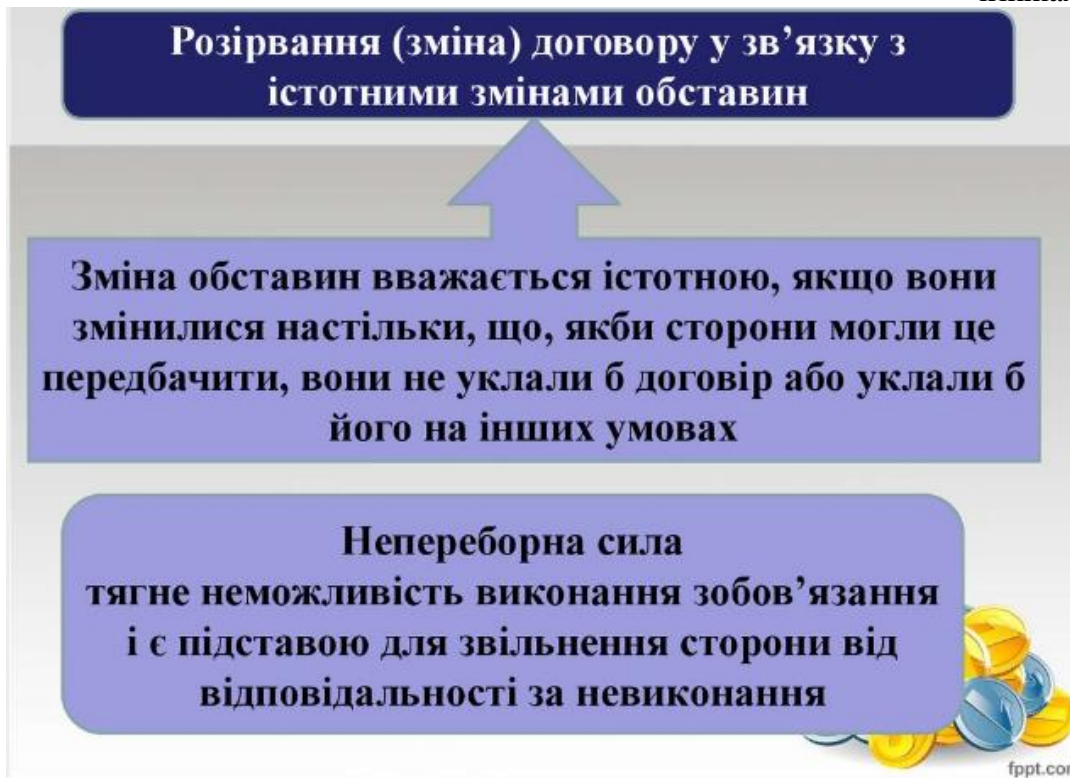 Розірвання (зміна) договору у зв’язку з
істотними змінами обставин
Зміна обставин вважається істотною, якщо вони
змінилися настільки, що, якби сторони могли це
передбачити, вони не уклали б договір або уклали б
його на інших умовах
Непереборна сила
тягне неможливість виконання зобов’язання
і є підставою для звільнення сторони від
відповідальності за невиконання
fppt.com